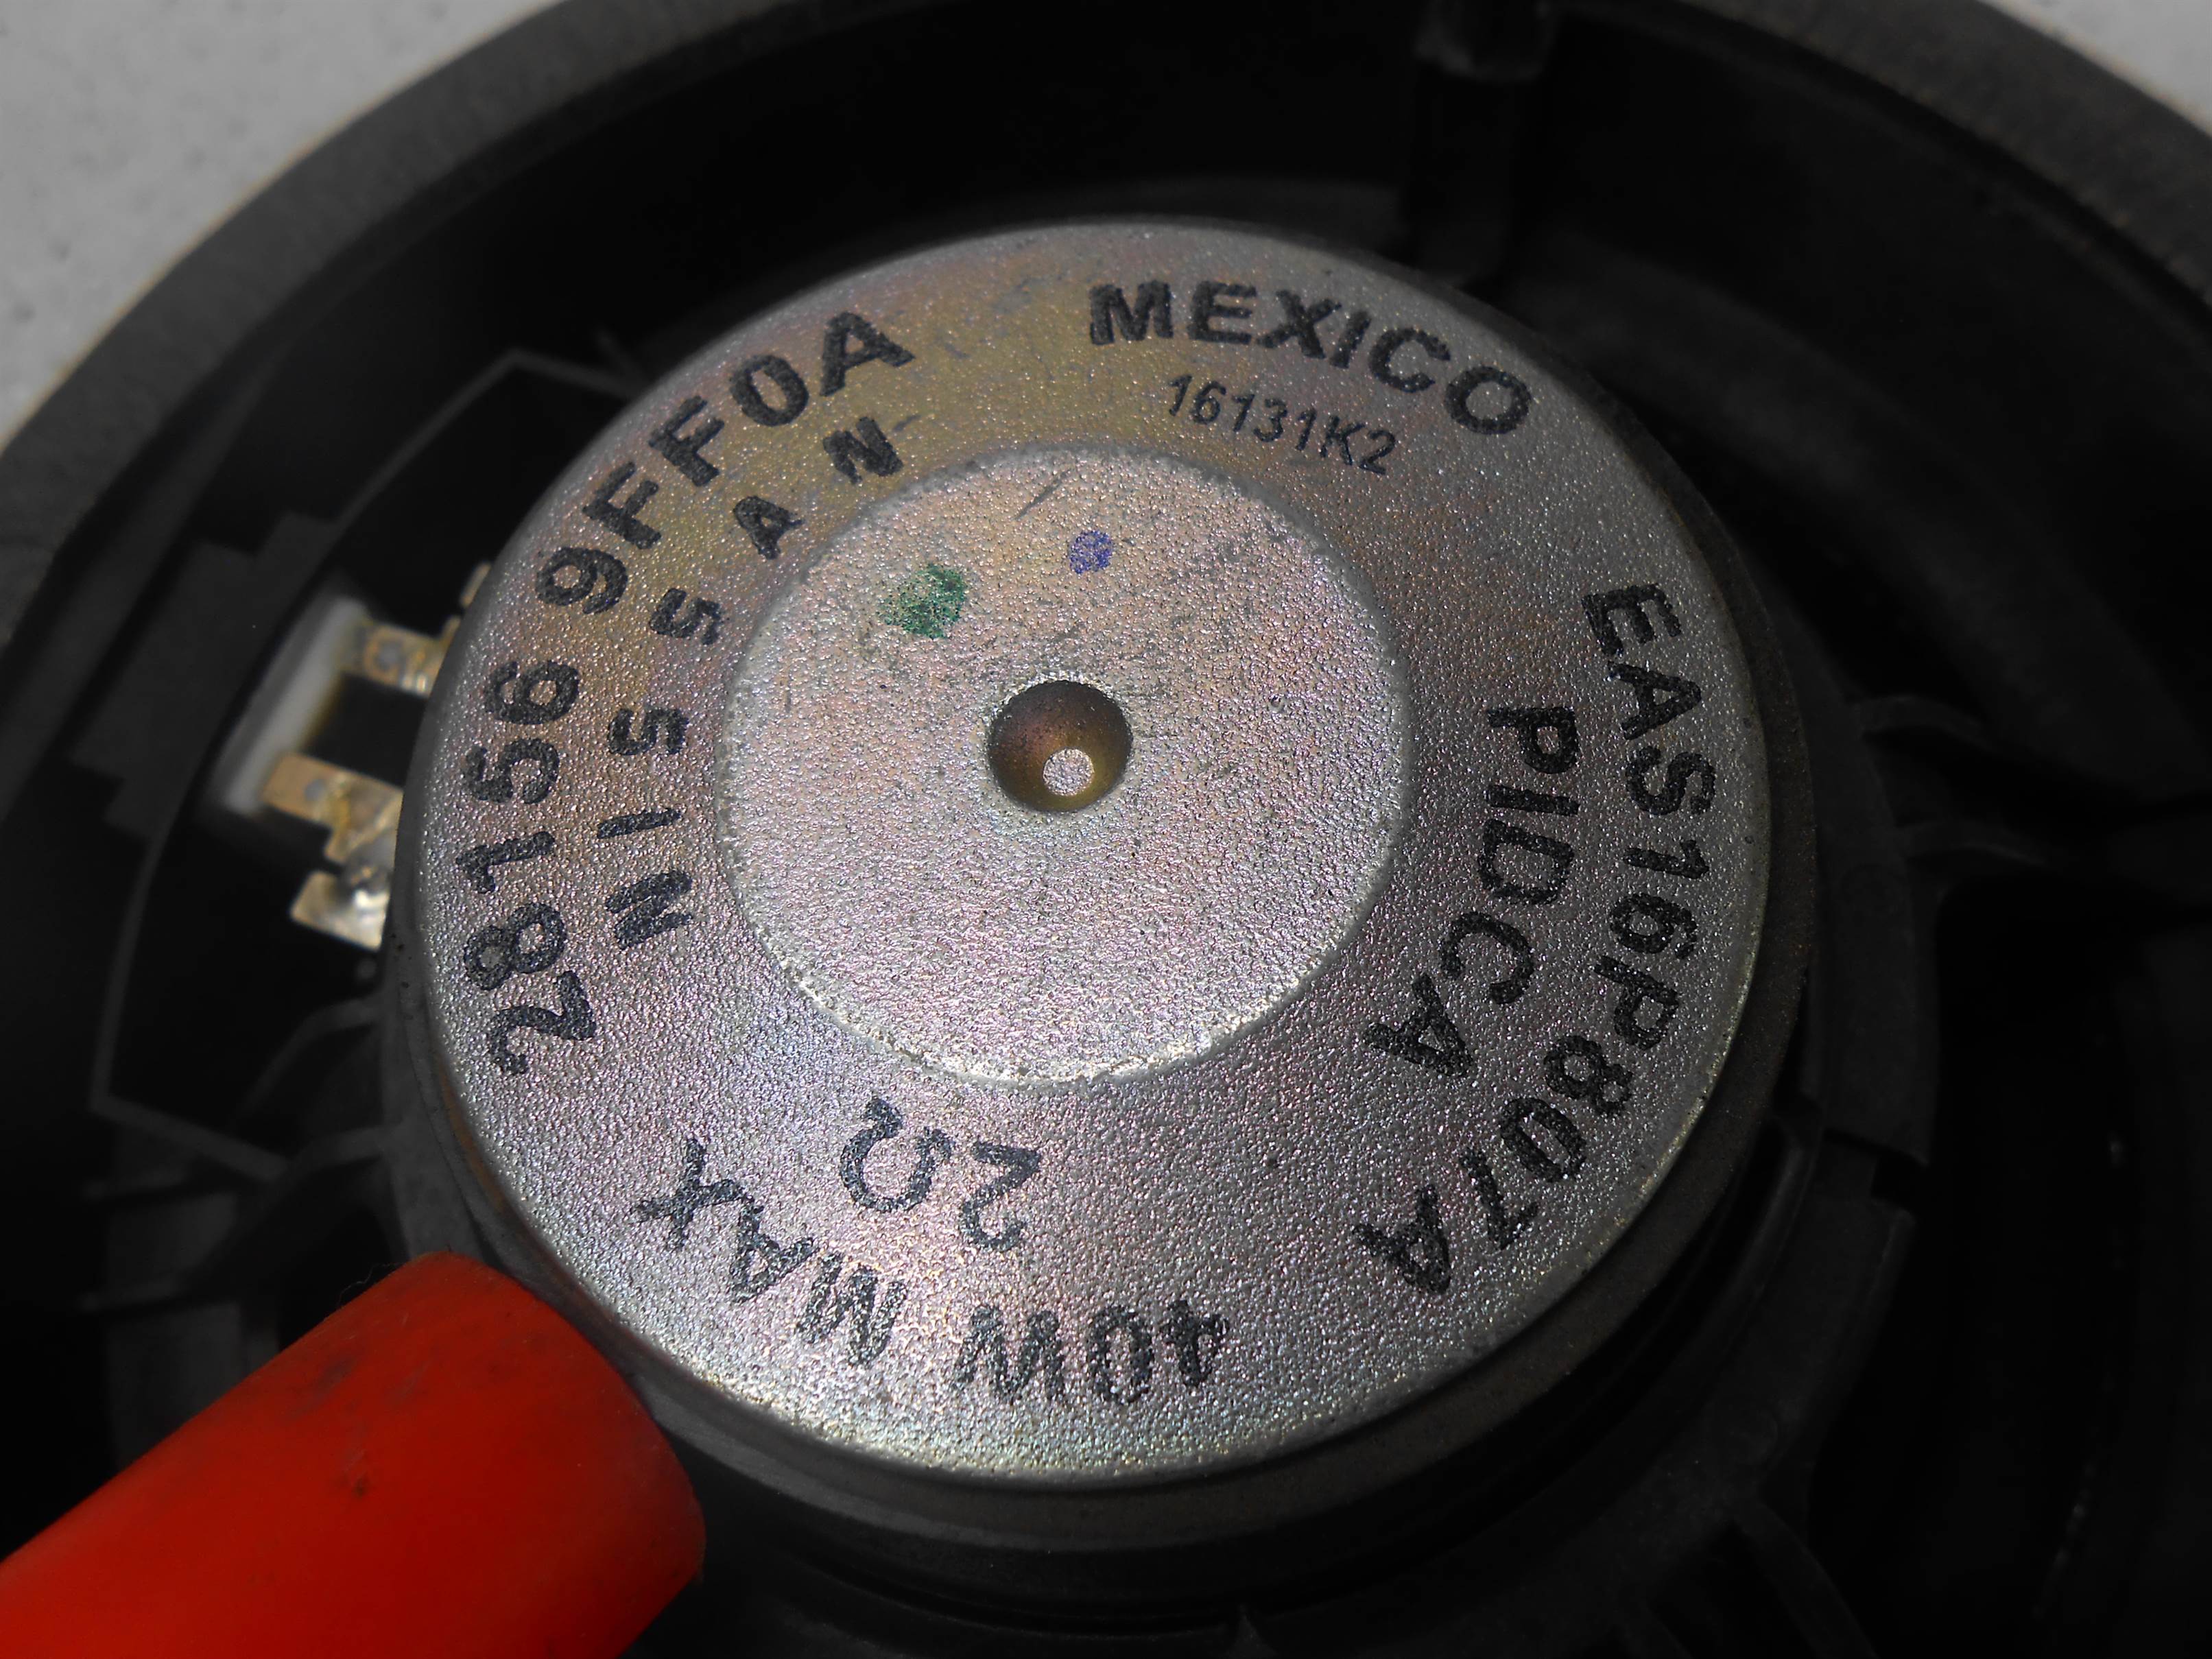 28156 9FF0A
NISSAN
MEXICO
16131K2
EAS16P807A
PIDCA
40W MAX
2Ω